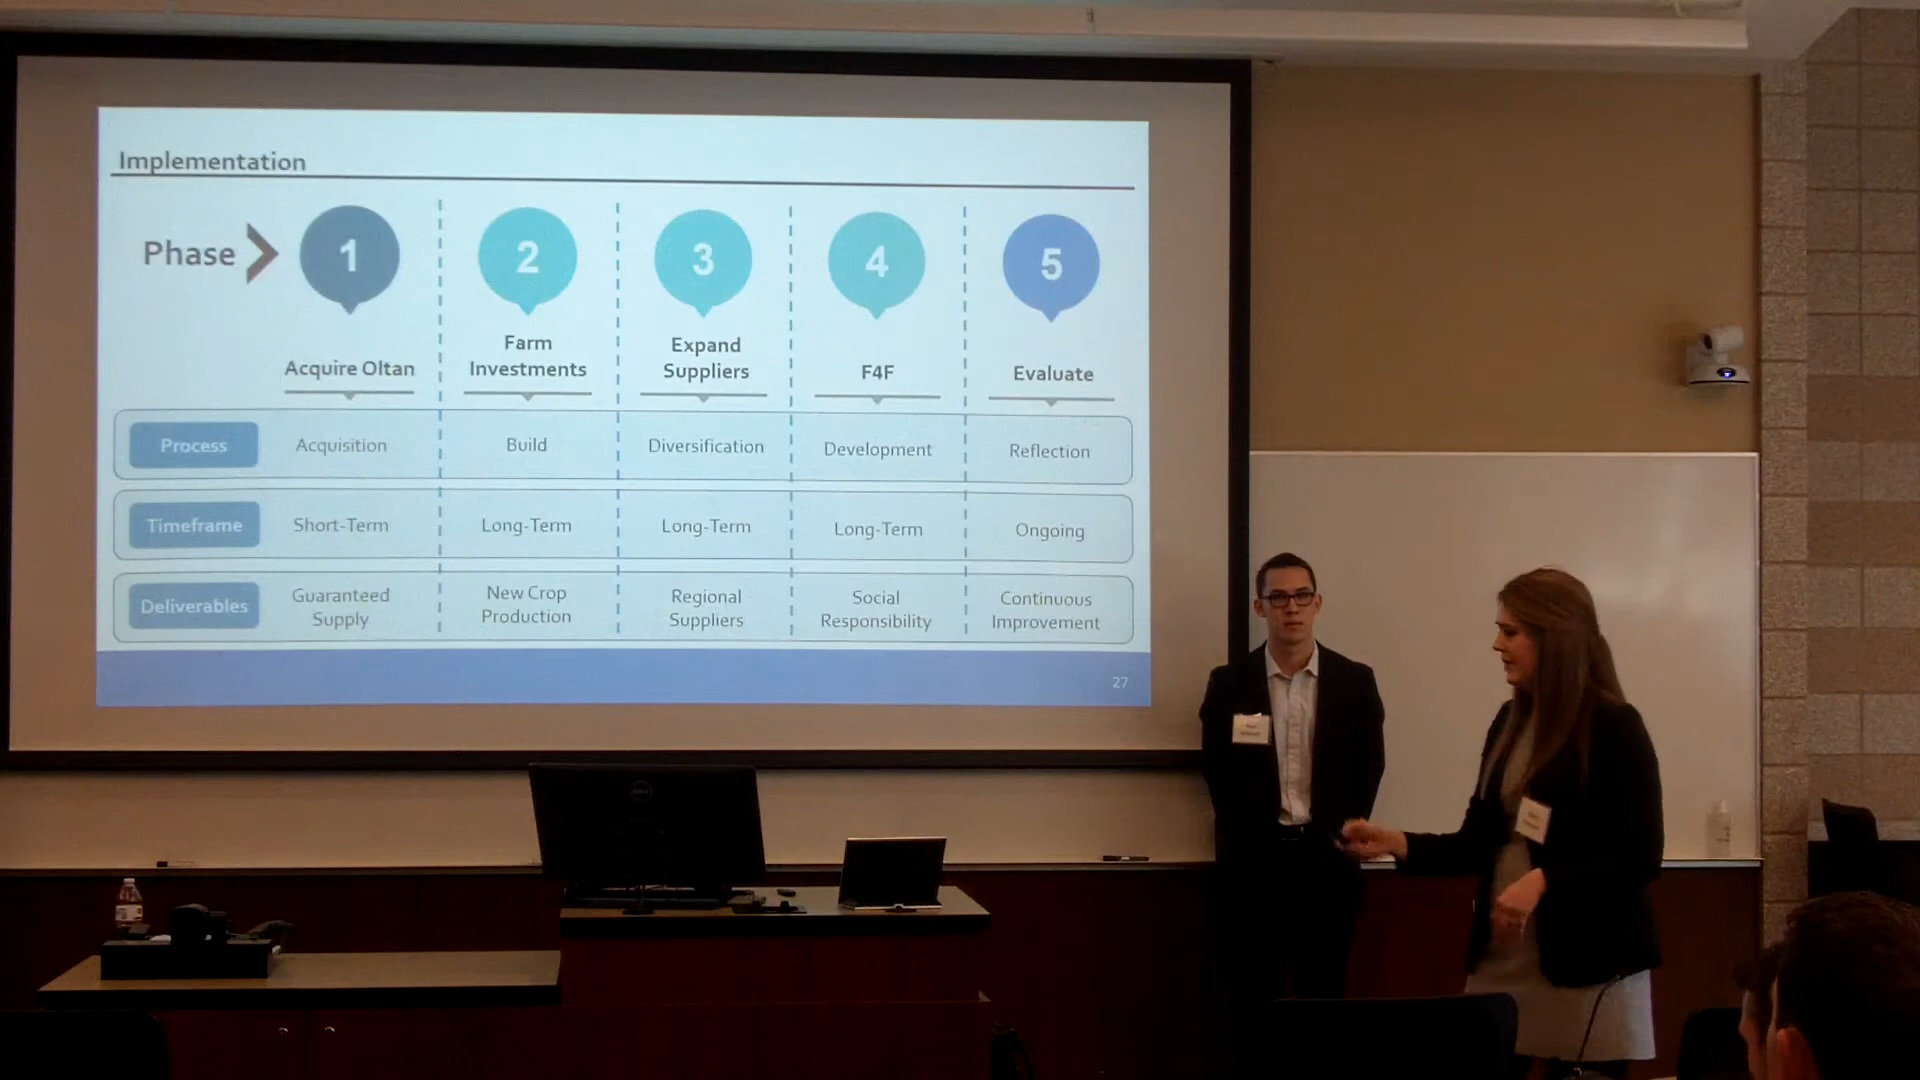 Implementation
Phase
1
2
3
4
5
Acquire Oltan
Farm
Investments
Expand
Suppliers
F4F
Evaluate
Process
Acquisition
Build
Diversification
Development
Reflection
Timeframe
Short-Term
Long-Term
Long-Term
Long-Term
Ongoing
Deliverables
Guaranteed
Supply
New Crop
Production
Regional
Suppliers
Social
Responsibility
Continuous
Improvement
27
DELL